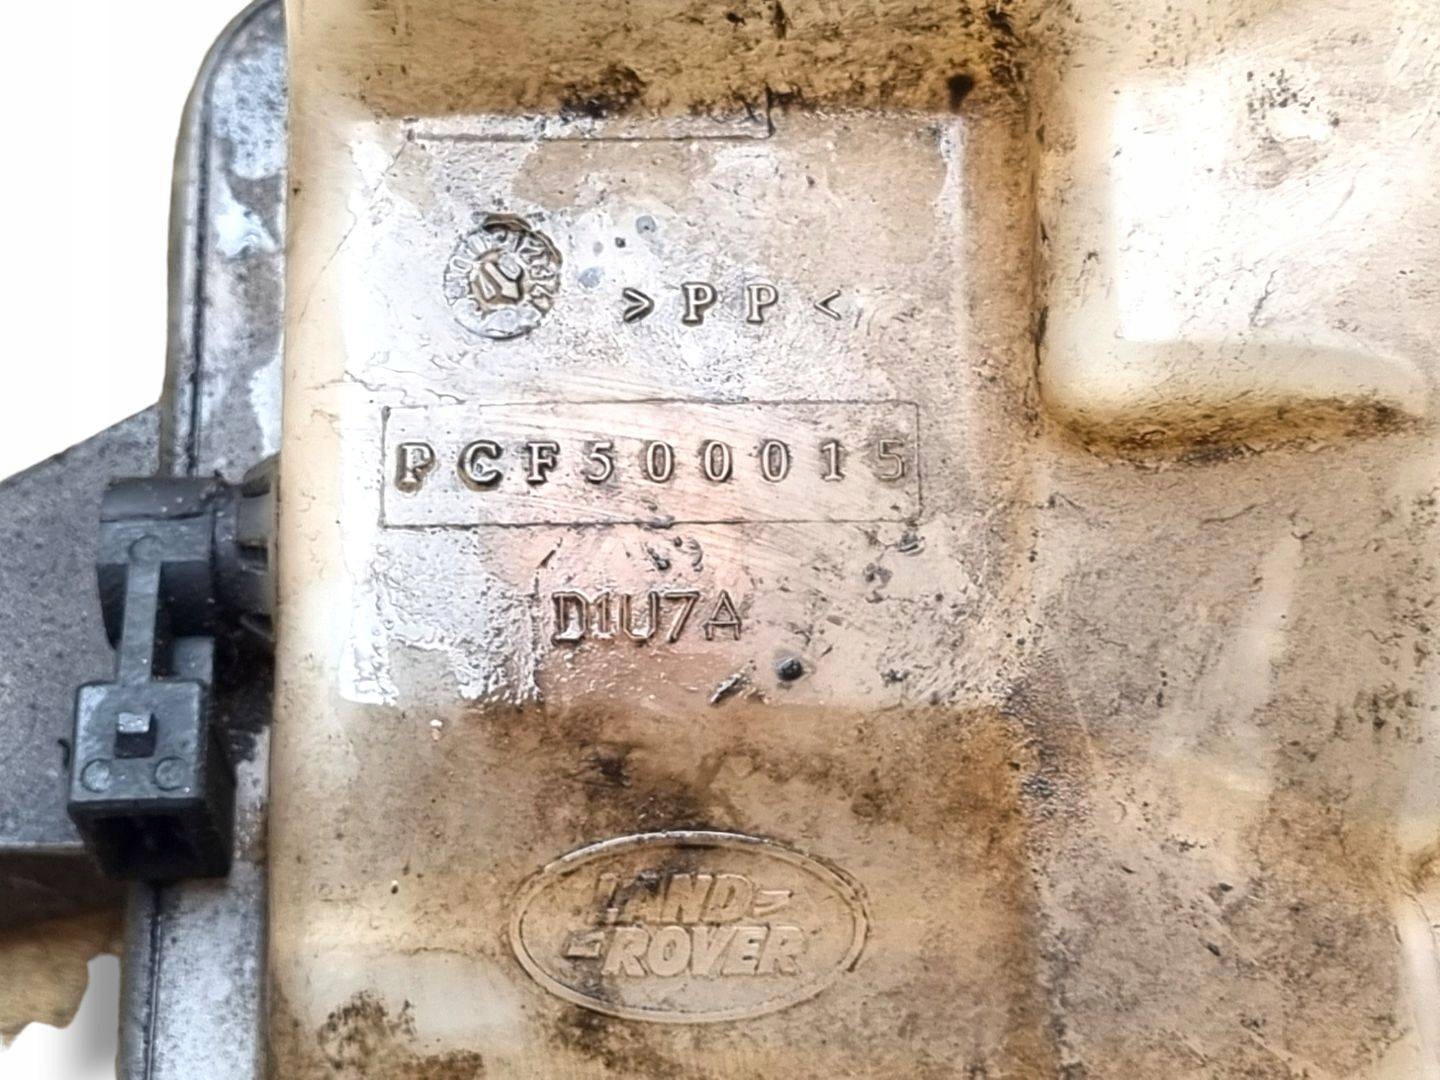 >PP<
PCF500015
D1U7A
LAND
ROVER